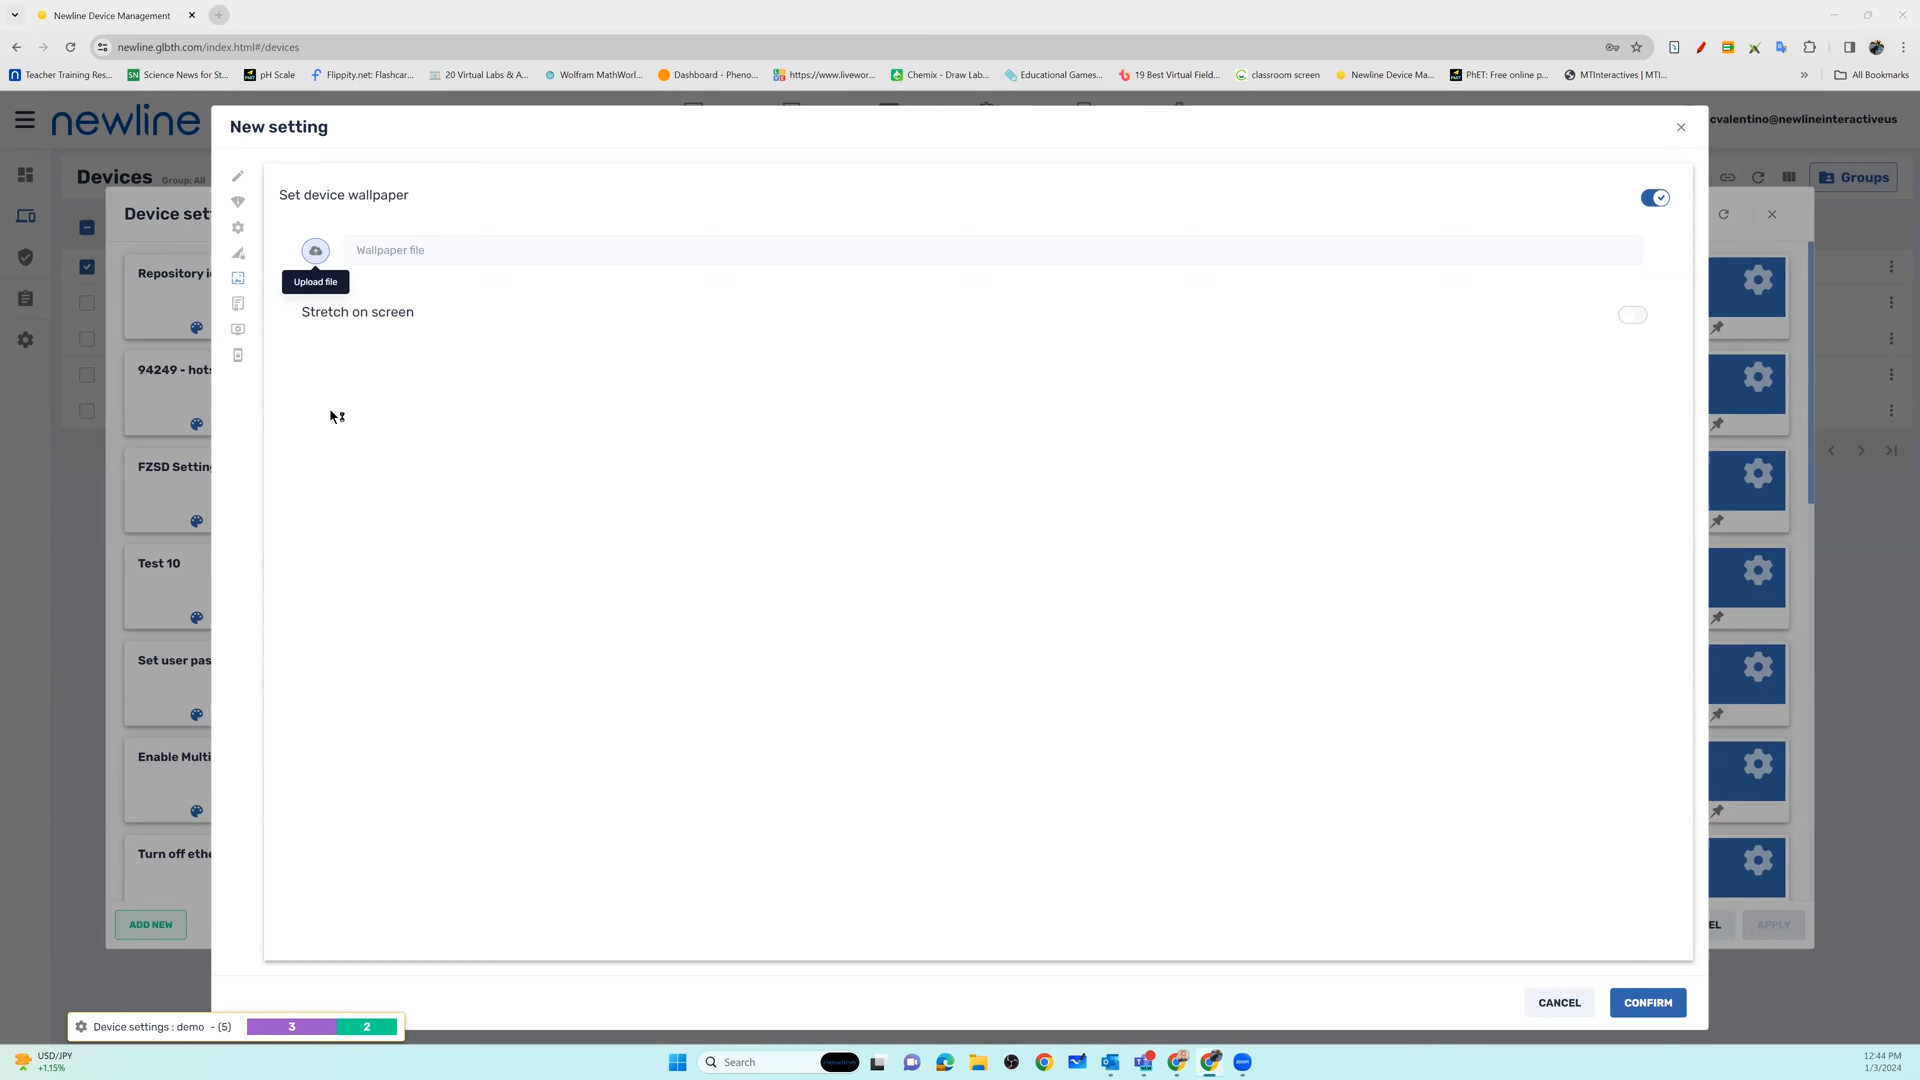 Newline Device Management
newline.glbth.com/index.html#/devices
Teacher Training Res...
Science News for St...
pH Scale
Flippity.net: Flashcar...
20 Virtual Labs & A...
Wolfram MathWorl...
Dashboard - Pheno...
https://www.livewor...
Chemix - Draw Lab...
Educational Games...
19 Best Virtual Field...
classroom screen
Newline Device Ma...
PhET: Free online p...
MTInteractives | MTI...
All Bookmarks
newline
New setting
cvalentino@newlineinteractiveus
Devices Group: All
Groups
Set device wallpaper
Device set
Wallpaper file
Repository i
Upload file
Stretch on screen
94249 - hots
FZSD Setting
Test 10
Set user pas
Enable Multi
Turn off ethe
ADD NEW
EL
APPLY
CANCEL
CONFIRM
Device settings : demo - (5)
3
2
USD/JPY
+1.15%
Search
newline
12:44 PM
1/3/2024